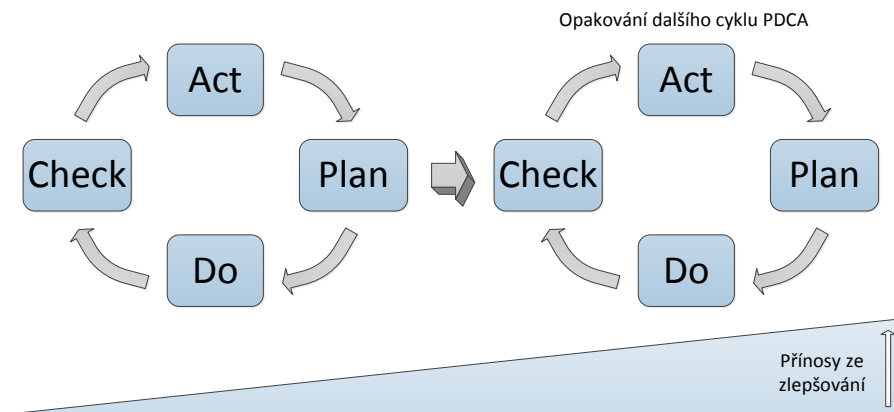 Opakování dalšího cyklu PDCA
Act
Act
Check
Plan
Check
Plan
Do
Do
Přínosy ze
zlepšování